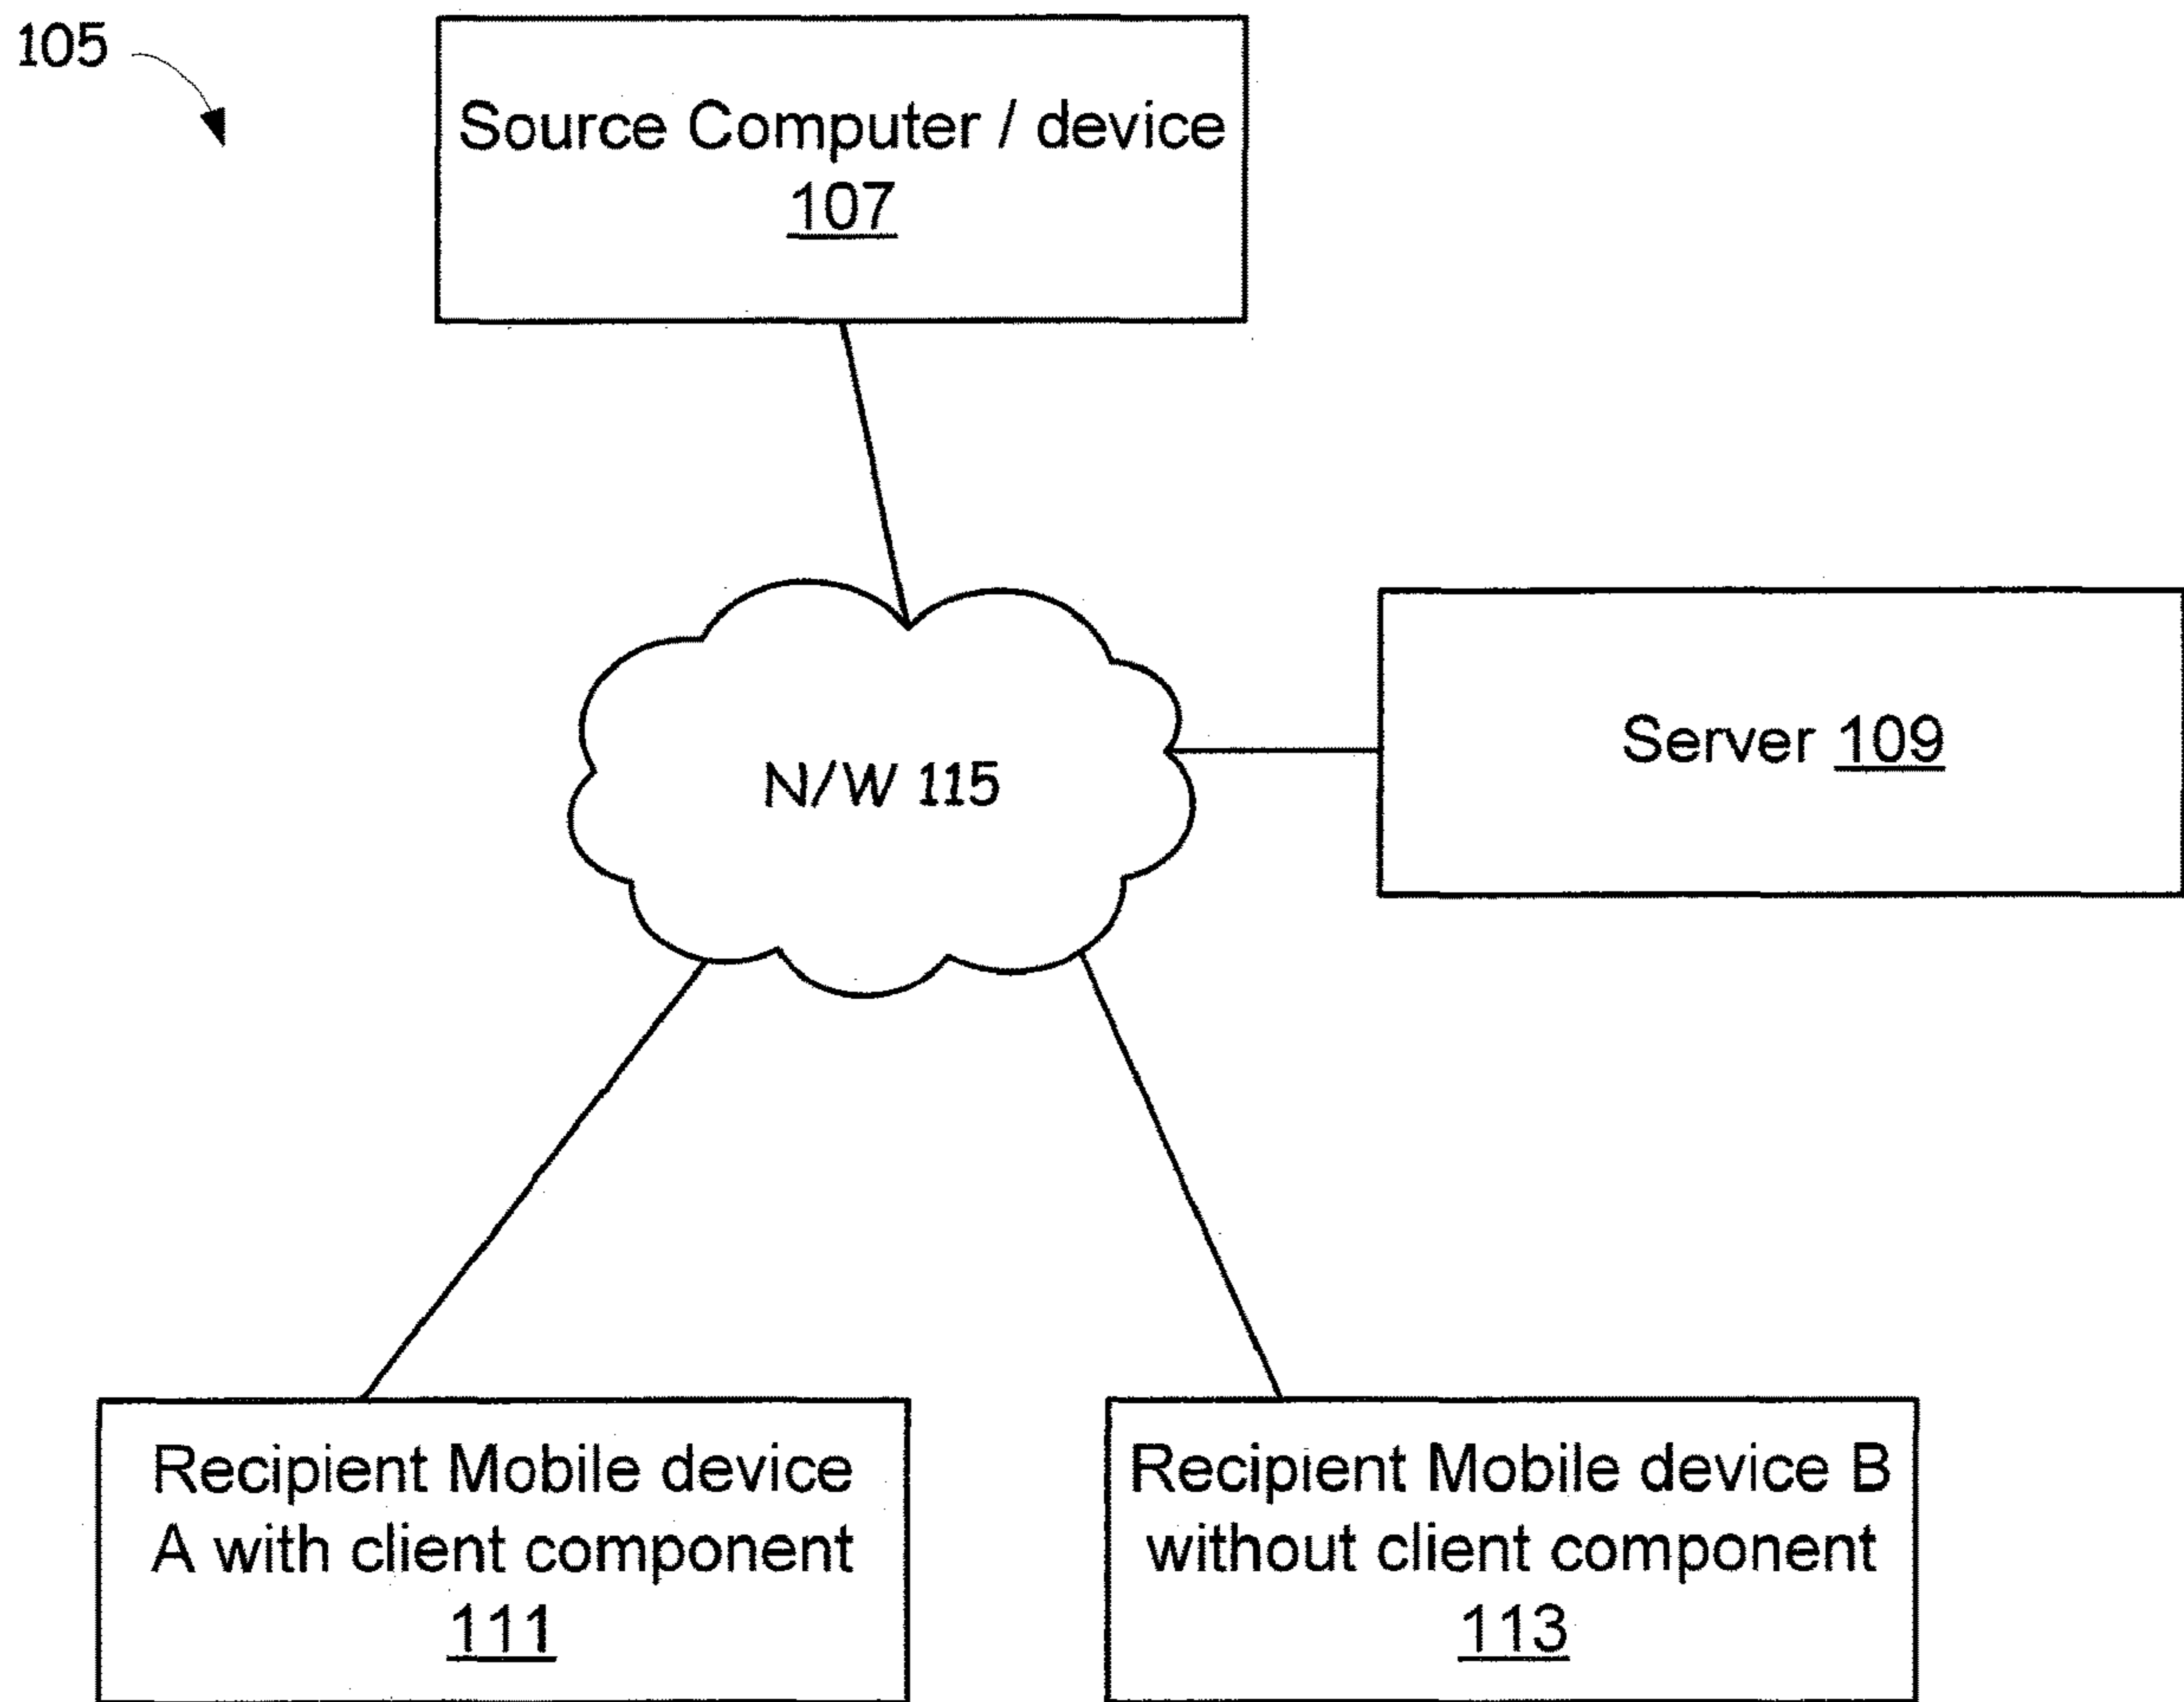 105
Source Computer / device
107
N/W 115
Server 109
Recipient Mobile device
A with client component
111
Recipient Mobile device B
without client component
113